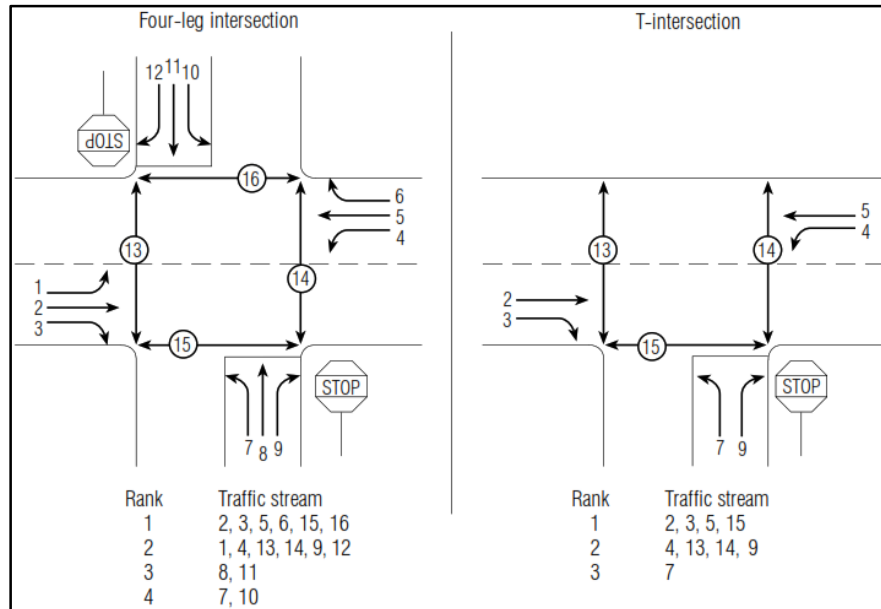 Four-leg intersection
12 11 10
STOP
16
6
5
4
13
14
1
2
3
15
STOP
7 8 9
Rank Traffic stream
1 2, 3, 5, 6, 15, 16
2 1, 4, 13, 14, 9, 12
3 8, 11
4 7, 10
T-intersection
5
4
13
14
2
3
15
STOP
7 9
Rank Traffic stream
1 2, 3, 5, 15
2 4, 13, 14, 9
3 7